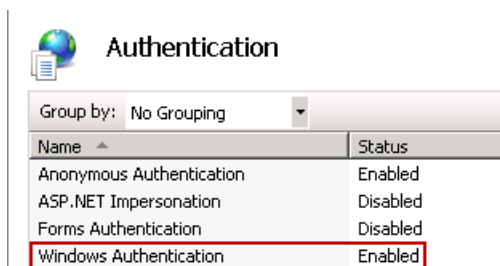 Authentication
Group by: No Grouping
Name Status
Anonymous Authentication Enabled
ASP.NET Impersonation Disabled
Forms Authentication Disabled
Windows Authentication Enabled